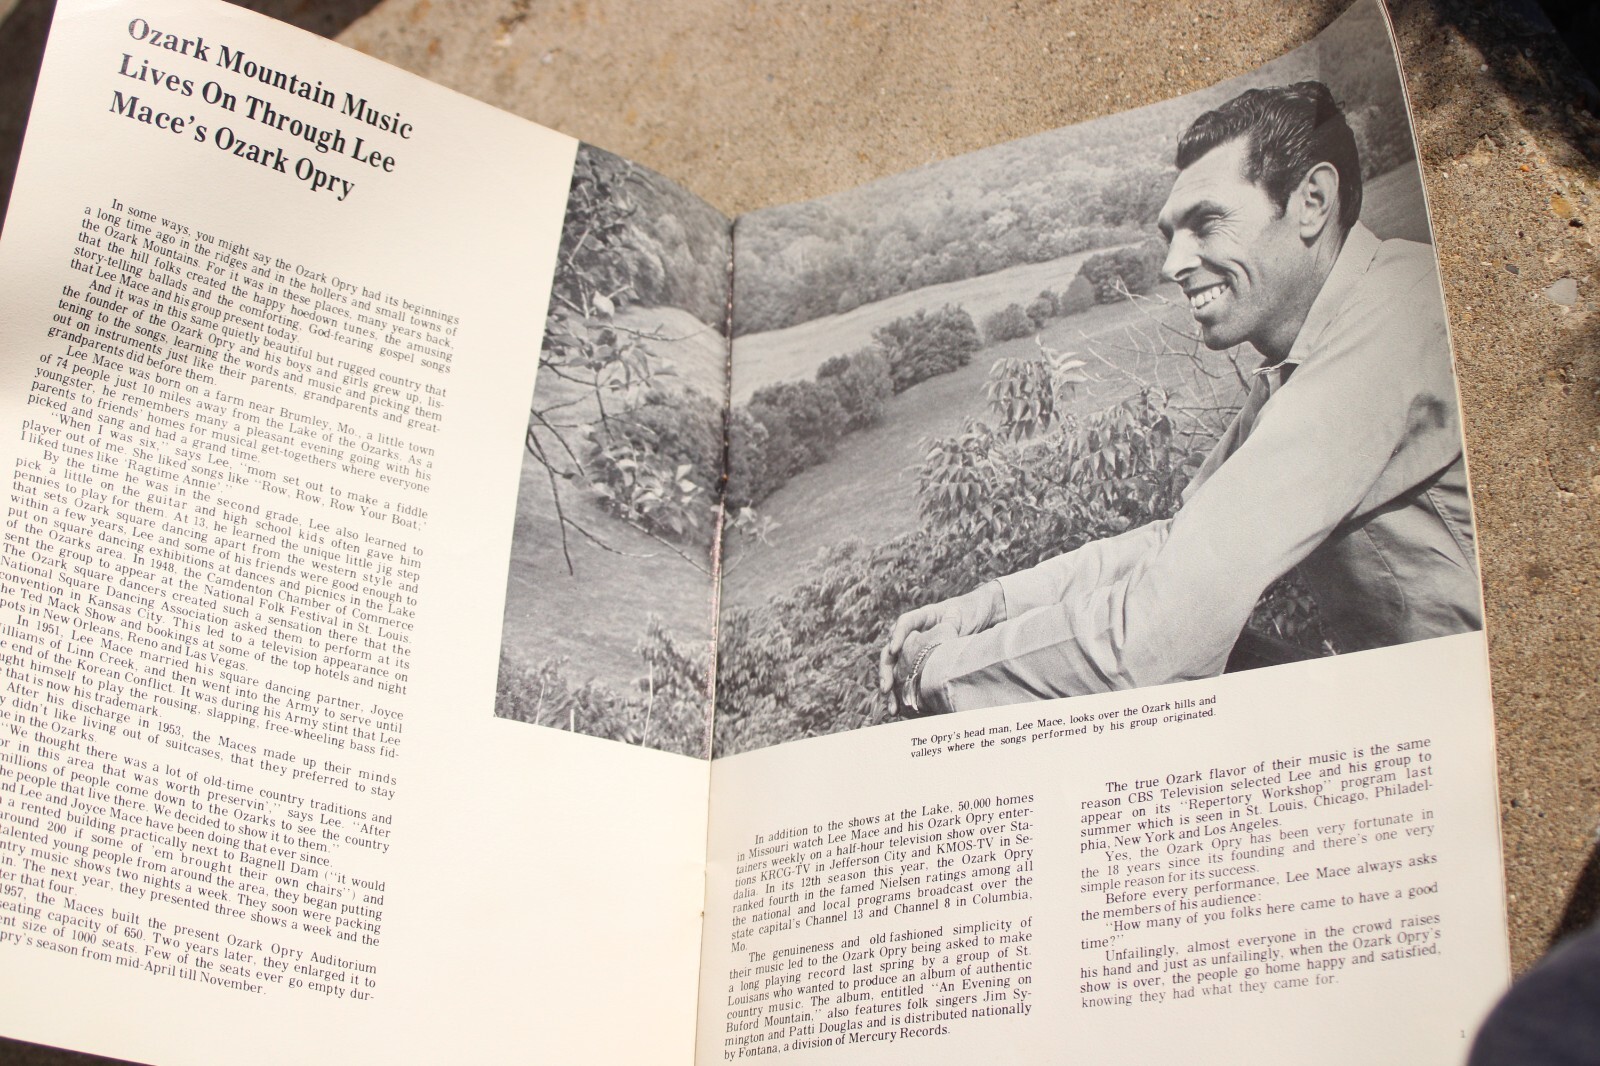 Ozark Mountain Music
Lives On Through Lee
Mace's Ozark Opry
In some ways, you might say the Ozark Opry had its beginnings
a long time ago in the ridges and in the hollers and small towns of
the Ozark Mountains. For it was in these places, many years back,
that the hill folks created the happy hoedown tunes, the amusing
story-telling ballads and the comforting, God-fearing gospel songs
that Lee Mace and his group present today.
And it was in this same quietly beautiful but rugged country that
the founder of the Ozark Opry and his boys and girls grew up, lis-
tening to the songs, learning the words and music and picking them
out on instruments just like their parents, grandparents and great-
grandparents did before them.
Lee Mace was born on a farm near Brumley, Mo., a little town
of 74 people just 10 miles away from the Lake of the Ozarks. As a
youngster, he remembers many a pleasant evening going with his
parents to friends' homes for musical get-togethers where everyone
picked and sang and had a grand time.
"When I was six," says Lee, "mom set out to make a fiddle
player out of me. She liked songs like "Row, Row, Row Your Boat;'
I liked tunes like 'Ragtime Annie'."
By the time he was in the second grade, Lee also learned to
pick a little on the guitar and high school kids often gave him
pennies to play for them. At 13, he learned the unique little jig step
that sets Ozark square dancing apart from the western style and
within a few years, Lee and some of his friends were good enough to
put on square dancing exhibitions at dances and picnics in the Lake
of the Ozarks area. In 1948, the Camdenton Chamber of Commerce
sent the group to appear at the National Folk Festival in St. Louis.
The Ozark square dancers created such a sensation there that the
National Square Dancing Association asked them to perform at its
convention in Kansas City. This led to a television appearance on
the Ted Mack Show and bookings at some of the top hotels and night
pots in New Orleans, Reno and Las Vegas.
In 1951, Lee Mace married his square dancing partner, Joyce
illiams of Linn Creek, and then went into the Army to serve until
e end of the Korean Conflict. It was during his Army stint that Lee
ught himself to play the rousing, slapping, free-wheeling bass fid-
that is now his trademark.
After his discharge in 1953, the Maces made up their minds
y didn't like living out of suitcases, that they preferred to stay
e in the Ozarks.
"We thought there was a lot of old-time country traditions and
or in this area that was worth preservin'," says Lee. "After
millions of people come down to the Ozarks to see the country
he people that live there. We decided to show it to them."
nd Lee and Joyce Mace have been doing that ever since.
a rented building practically next to Bagnell Dam ("it would
around 200 if some of 'em brought their own chairs") and
talented young people from around the area, they began putting
ntry music shows two nights a week. They soon were packing
in. The next year, they presented three shows a week and the
ter that four.
1957, the Maces built the present Ozark Opry Auditorium
seating capacity of 650. Two years later, they enlarged it to
ent size of 1000 seats. Few of the seats ever go empty dur-
pry's season from mid-April till November.
The Opry's head man, Lee Mace, looks over the Ozark hills and
valleys where the songs performed by his group originated.
In addition to the shows at the Lake, 50,000 homes
in Missouri watch Lee Mace and his Ozark Opry enter-
tainers weekly on a half-hour television show over Sta-
tions KRCG-TV in Jefferson City and KMOS-TV in Se-
dalia. In its 12th season this year, the Ozark Opry
ranked fourth in the famed Nielsen ratings among all
the national and local programs broadcast over the
state capital's Channel 13 and Channel 8 in Columbia,
Mo.
The genuineness and old fashioned simplicity of
their music led to the Ozark Opry being asked to make
a long playing record last spring by a group of St.
Louisans who wanted to produce an album of authentic
country music. The album, entitled "An Evening on
Buford Mountain," also features folk singers Jim Sy-
mington and Patti Douglas and is distributed nationally
by Fontana, a division of Mercury Records.
The true Ozark flavor of their music is the same
reason CBS Television selected Lee and his group to
appear on its "Repertory Workshop" program last
summer which is seen in St. Louis, Chicago, Philadel-
phia, New York and Los Angeles.
Yes, the Ozark Opry has been very fortunate in
the 18 years since its founding and there's one very
simple reason for its success.
Before every performance, Lee Mace always asks
the members of his audience:
"How many of you folks here came to have a good
time?"
Unfailingly, almost everyone in the crowd raises
his hand and just as unfailingly, when the Ozark Opry's
show is over, the people go home happy and satisfied,
knowing they had what they came for.
1